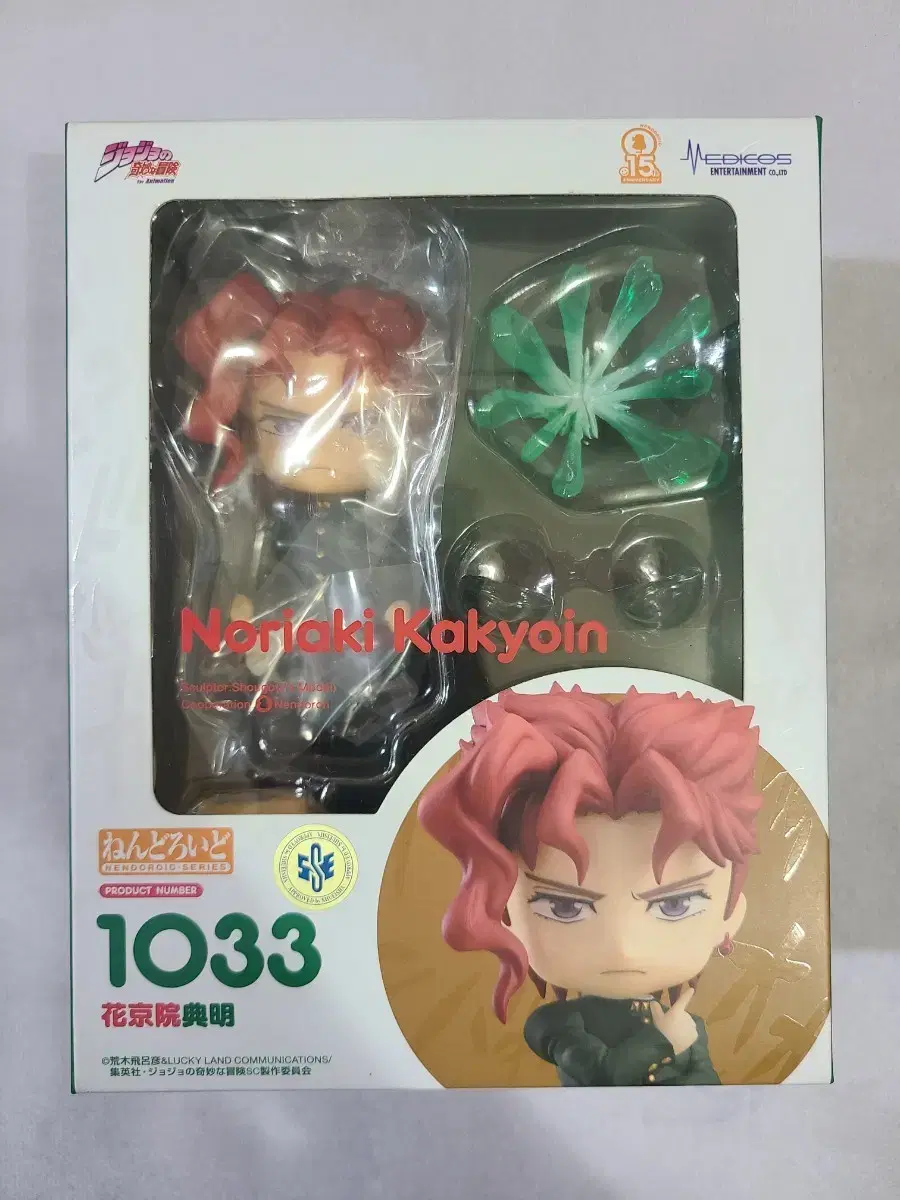 ジョジョの
奇妙な冒険
the Animation
15th
MEDICOS
ENTERTAINMENT CO.,LTD
Noriaki Kakyoin
Sculptor:
Cooperation: Nendoron
ねんどろいど
NENDOROID・SERIES
PRODUCT NUMBER
1033
花京院典明
©荒木飛呂彦&LUCKY LAND COMMUNICATIONS/
集英社・ジョジョの奇妙な冒険SC製作委員会